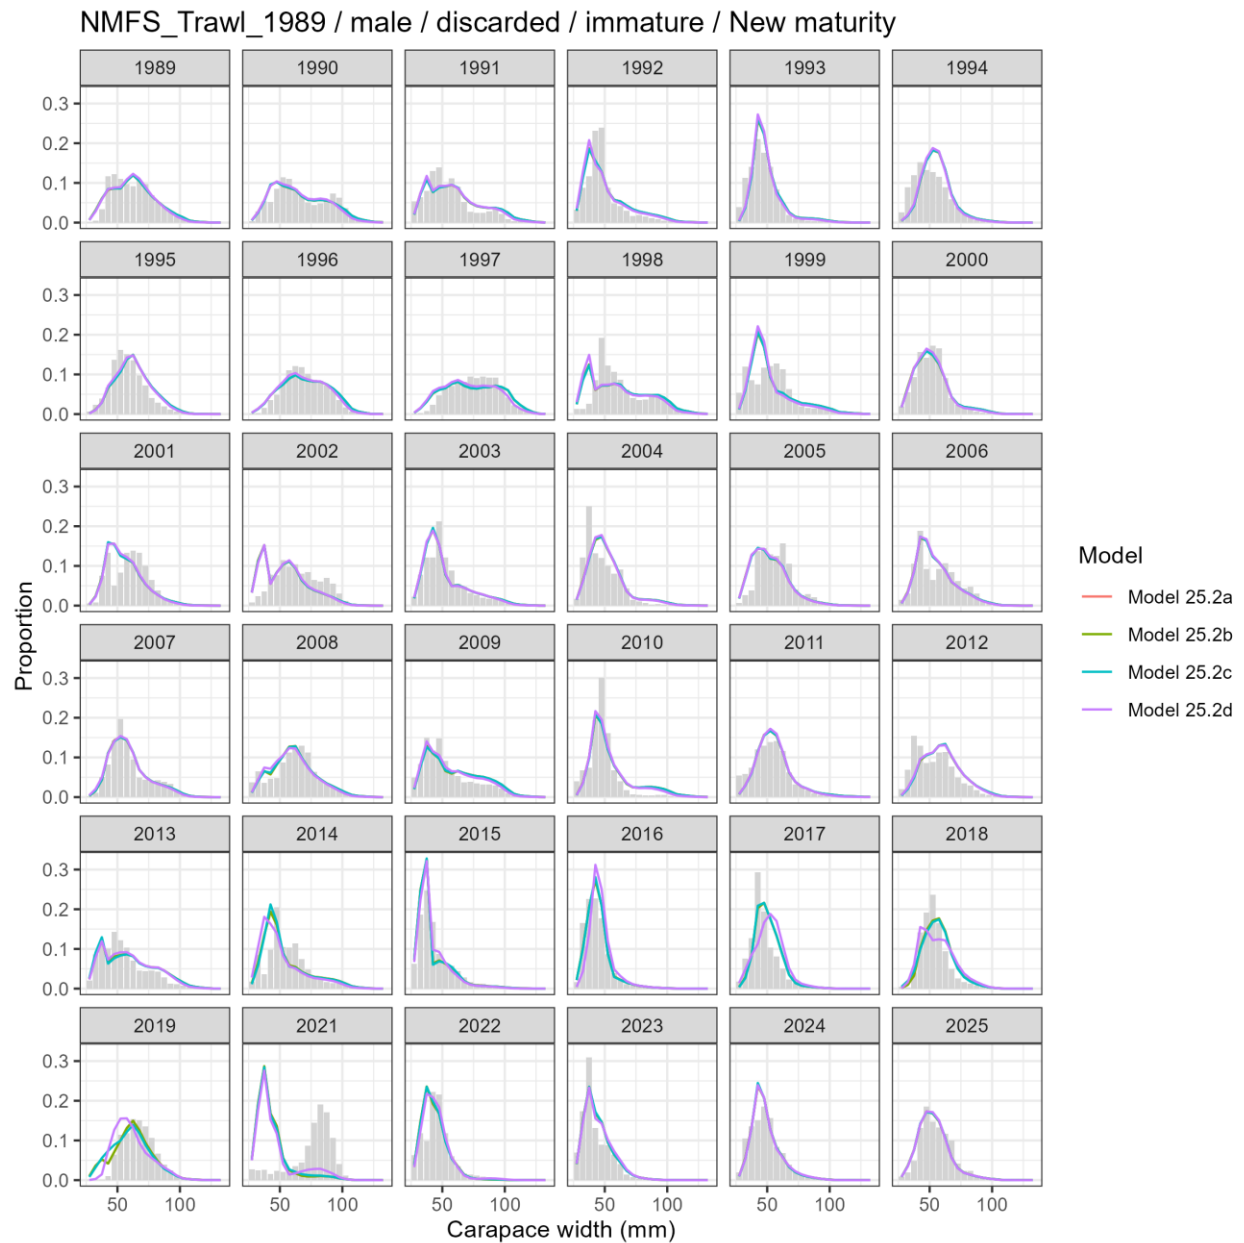 NMFS_Trawl_1989 / male / discarded / immature / New maturity
1989 1990 1991 1992 1993 1994
0.3
0.2
0.1
0.0
1995 1996 1997 1998 1999 2000
0.3
0.2
0.1
0.0
2001 2002 2003 2004 2005 2006
0.3
0.2
0.1
0.0
2007 2008 2009 2010 2011 2012
0.3
0.2
0.1
0.0
2013 2014 2015 2016 2017 2018
0.3
0.2
0.1
0.0
2019 2021 2022 2023 2024 2025
0.3
0.2
0.1
0.0
50 100 50 100 50 100 50 100 50 100 50 100
Carapace width (mm)
Proportion
Model
Model 25.2a
Model 25.2b
Model 25.2c
Model 25.2d